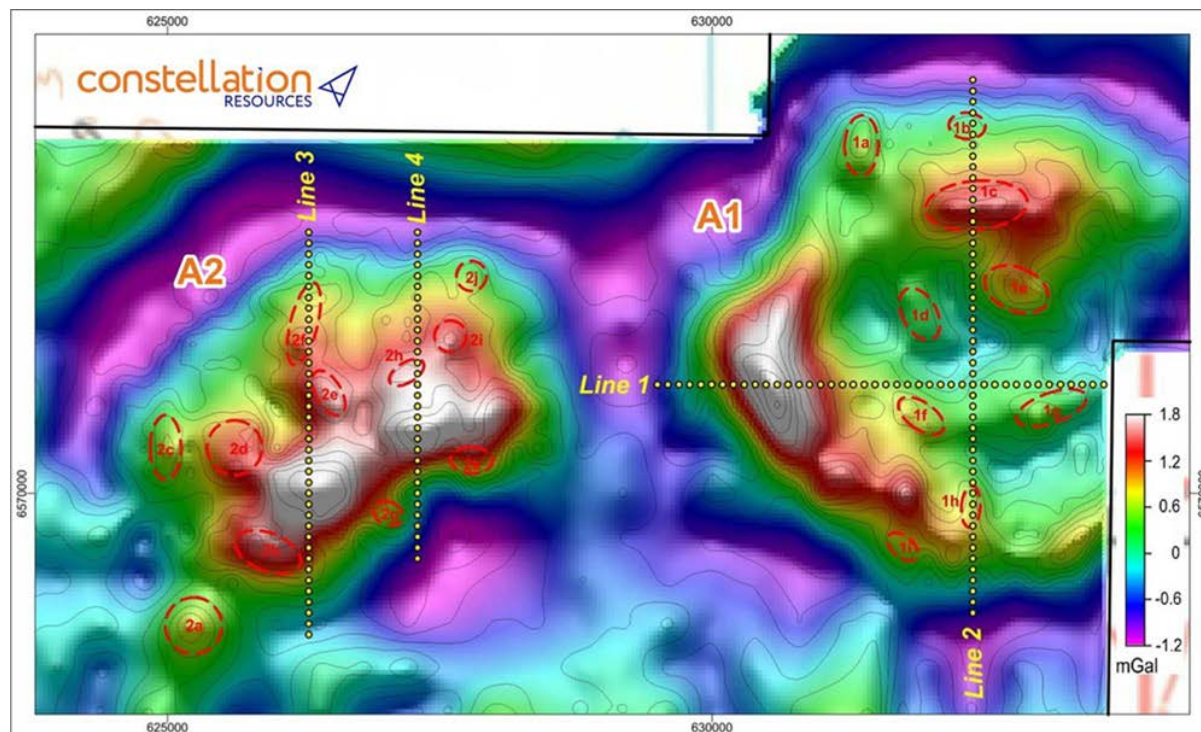 625000
630000
constellation
RESOURCES
Line 3
Line 4
A1
A2
1a
1b
1c
1d
1e
Line 1
1f
2j
2f
2i
2h
2e
2c
2d
1h
6570000
2a
Line 2
1.8
1.2
0.6
0
-0.6
-1.2
mGal
625000
630000